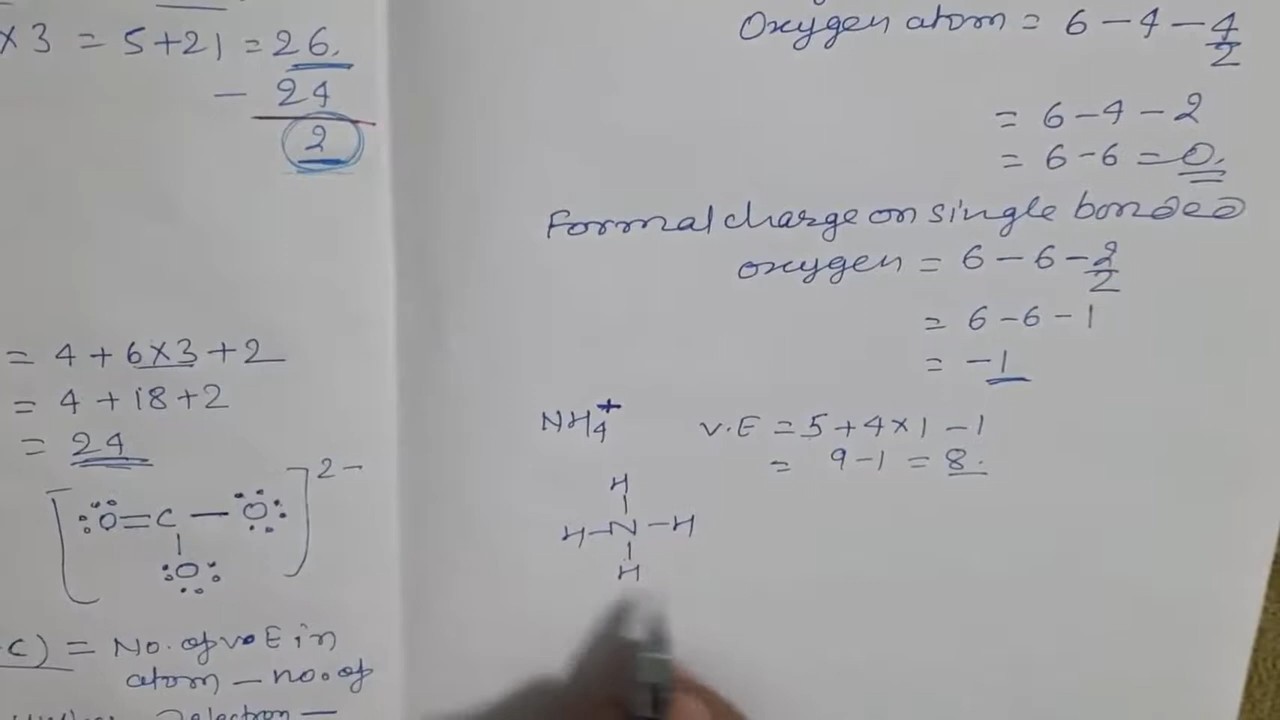 ×3 = 5+21 = 26.
- 24
2
= 4 + 6×3 + 2
= 4 + 18 + 2
= 24
[:O=C—O:]2-
|
:O:
C) = No. of v.E in
atom — no. of
electron —
Oxygen atom = 6 - 4 - 4/2
= 6 - 4 - 2
= 6 - 6 = 0.
Formal charge on single bonded
oxygen = 6 - 6 - 2/2
= 6 - 6 - 1
= -1
NH4+ V.E = 5 + 4×1 - 1
= 9 - 1 = 8.
H
|
H-N-H
|
H